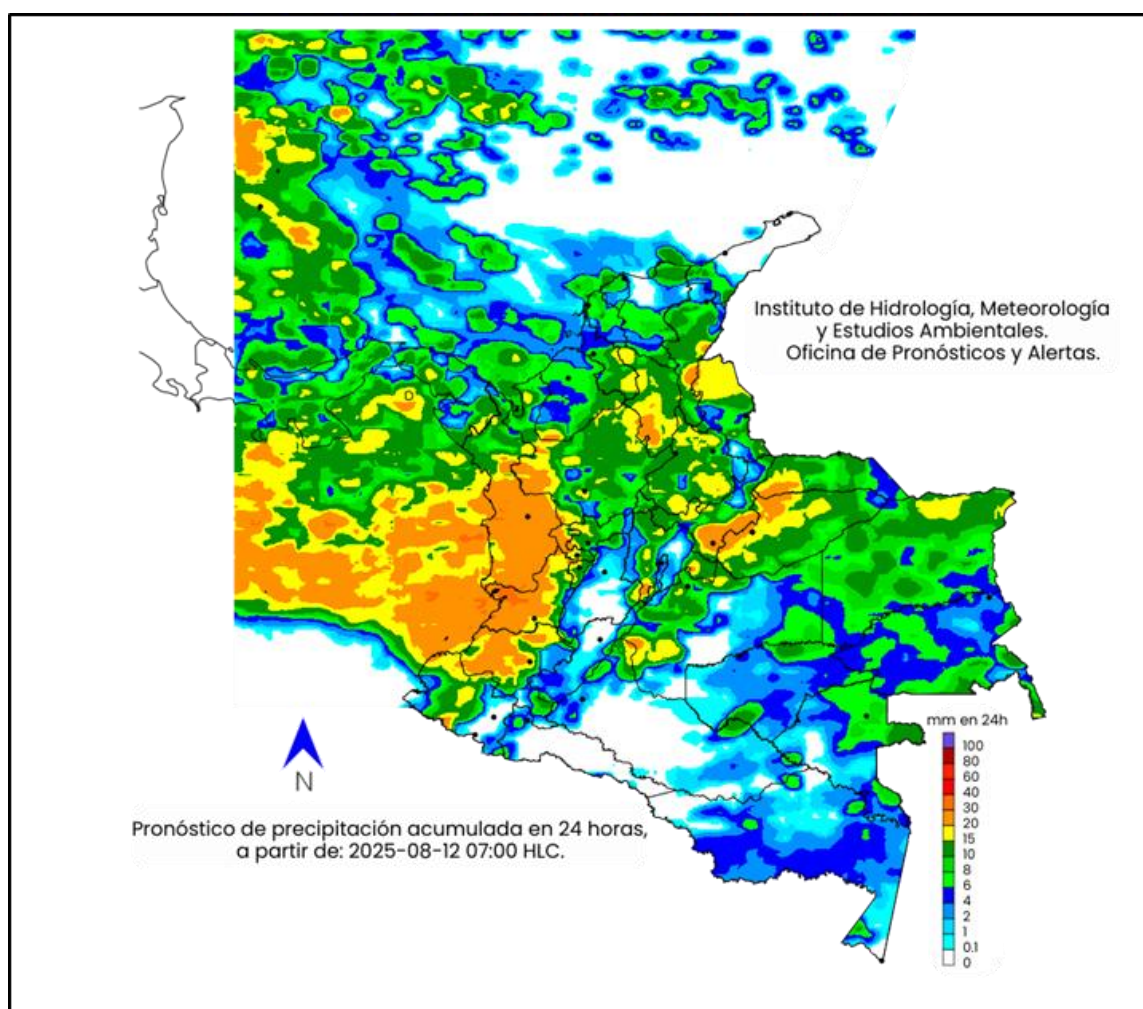 Instituto de Hidrología, Meteorología
y Estudios Ambientales.
Oficina de Pronósticos y Alertas.
D
mm en 24h
100
80
60
40
30
20
15
10
8
6
4
2
1
0.1
0
N
Pronóstico de precipitación acumulada en 24 horas,
a partir de: 2025-08-12 07:00 HLC.